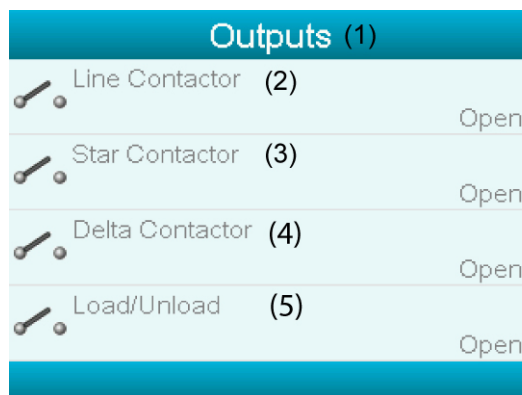 Outputs (1)
Line Contactor (2)
Open
Star Contactor (3)
Open
Delta Contactor (4)
Open
Load/Unload (5)
Open